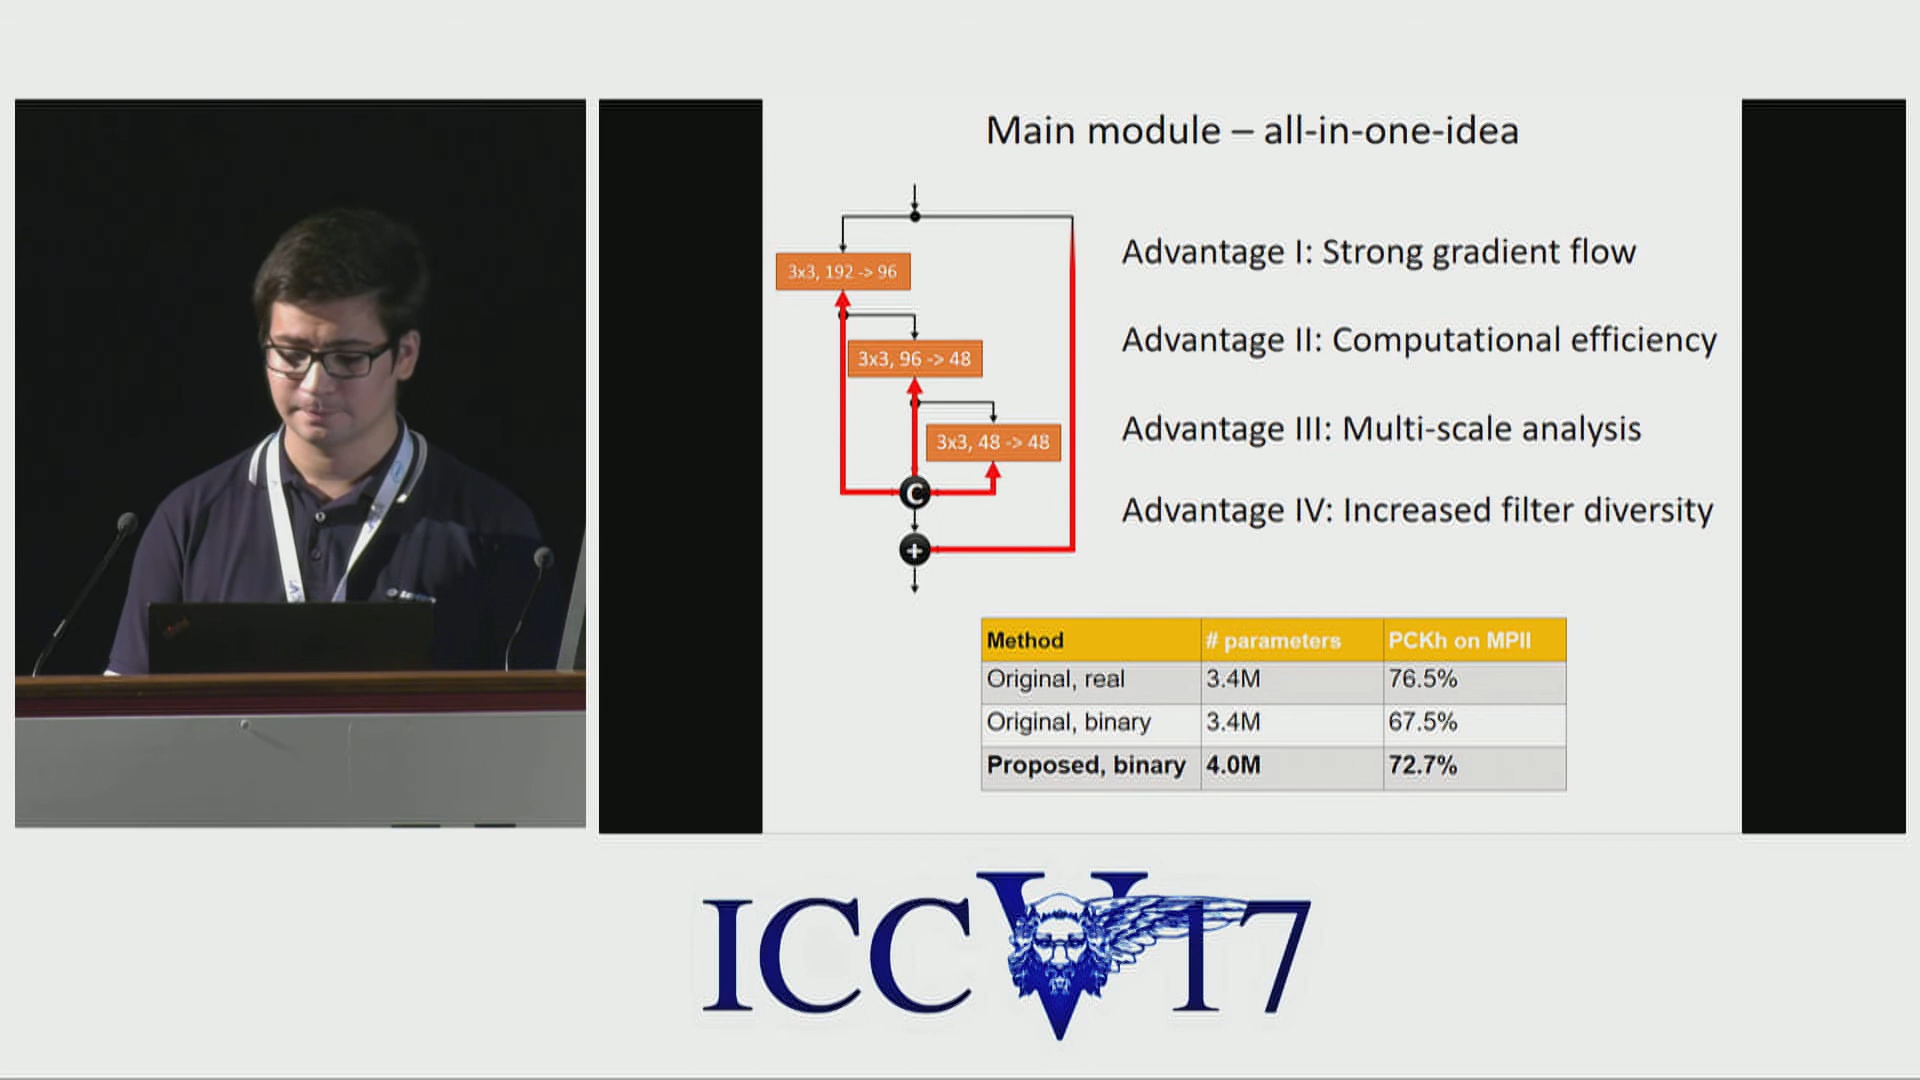 Main module – all-in-one-idea
3x3, 192 -> 96
3x3, 96 -> 48
3x3, 48 -> 48
C
+
Advantage I: Strong gradient flow
Advantage II: Computational efficiency
Advantage III: Multi-scale analysis
Advantage IV: Increased filter diversity
Method # parameters PCKh on MPII
Original, real 3.4M 76.5%
Original, binary 3.4M 67.5%
Proposed, binary 4.0M 72.7%
ICCV17